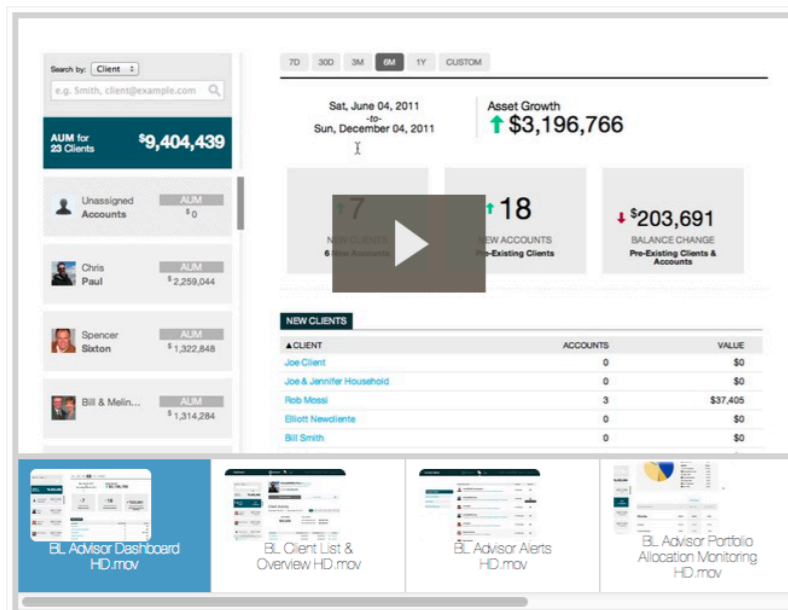 Search by: Client
e.g. Smith, client@example.com
AUM for
23 Clients
$9,404,439
Unassigned
Accounts
AUM
$0
Chris
Paul
AUM
$2,259,044
Spencer
Sixton
AUM
$1,322,848
Bill & Melin...
AUM
$1,314,284
7D 30D 3M 6M 1Y CUSTOM
Sat, June 04, 2011
-to-
Sun, December 04, 2011
Asset Growth
$3,196,766
7
NEW CLIENTS
6 New Accounts
18
NEW ACCOUNTS
Pre-Existing Clients
$203,691
BALANCE CHANGE
Pre-Existing Clients &
Accounts
NEW CLIENTS
▲CLIENT ACCOUNTS VALUE
Joe Client 0 $0
Joe & Jennifer Household 0 $0
Rob Mossi 3 $37,405
Elliott Newcliente 0 $0
Bill Smith 0 $0
BL Advisor Dashboard
HD.mov
BL Client List &
Overview HD.mov
BL Advisor Alerts
HD.mov
BL Advisor Portfolio
Allocation Monitoring
HD.mov